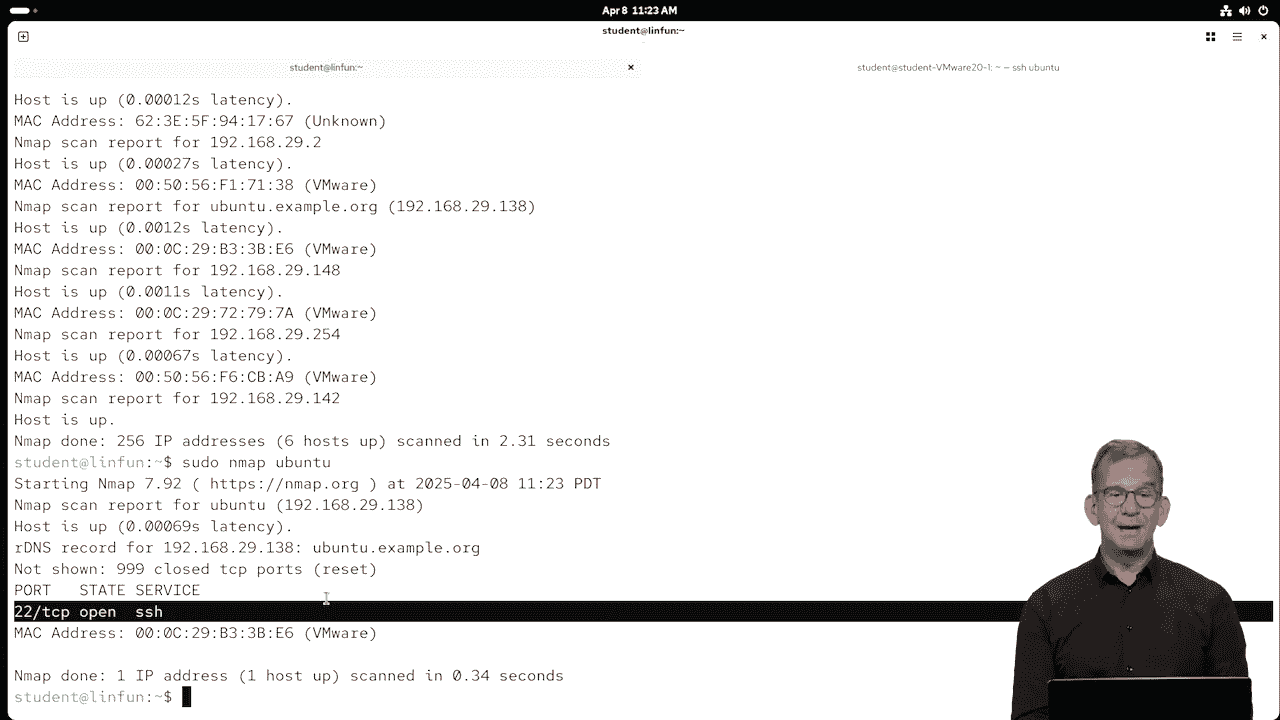 Apr 8 11:23 AM
student@linfun:~
student@linfun:~
student@student-VMware20-1: ~ — ssh ubuntu
Host is up (0.00012s latency).
MAC Address: 62:3E:5F:94:17:67 (Unknown)
Nmap scan report for 192.168.29.2
Host is up (0.00027s latency).
MAC Address: 00:50:56:F1:71:38 (VMware)
Nmap scan report for ubuntu.example.org (192.168.29.138)
Host is up (0.0012s latency).
MAC Address: 00:0C:29:B3:3B:E6 (VMware)
Nmap scan report for 192.168.29.148
Host is up (0.0011s latency).
MAC Address: 00:0C:29:72:79:7A (VMware)
Nmap scan report for 192.168.29.254
Host is up (0.00067s latency).
MAC Address: 00:50:56:F6:CB:A9 (VMware)
Nmap scan report for 192.168.29.142
Host is up.
Nmap done: 256 IP addresses (6 hosts up) scanned in 2.31 seconds
student@linfun:~$ sudo nmap ubuntu
Starting Nmap 7.92 ( https://nmap.org ) at 2025-04-08 11:23 PDT
Nmap scan report for ubuntu (192.168.29.138)
Host is up (0.00069s latency).
rDNS record for 192.168.29.138: ubuntu.example.org
Not shown: 999 closed tcp ports (reset)
PORT   STATE SERVICE
22/tcp open  ssh
MAC Address: 00:0C:29:B3:3B:E6 (VMware)
Nmap done: 1 IP address (1 host up) scanned in 0.34 seconds
student@linfun:~$